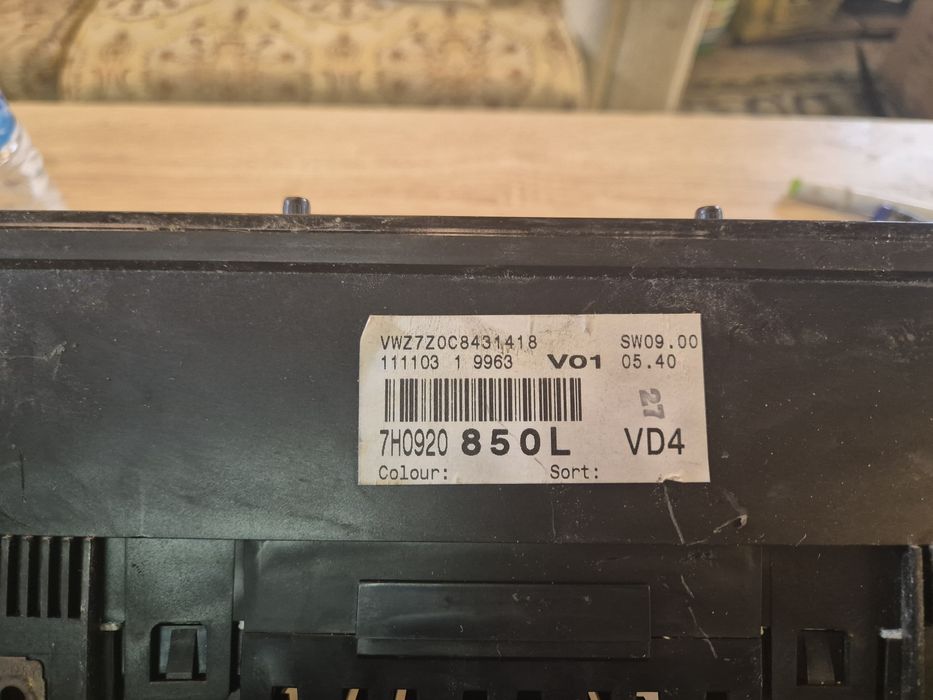 VWZ7Z0C8431418 SW09.00
111103 1 9963 V01 05.40
27
7H0920 850L VD4
Colour: Sort: